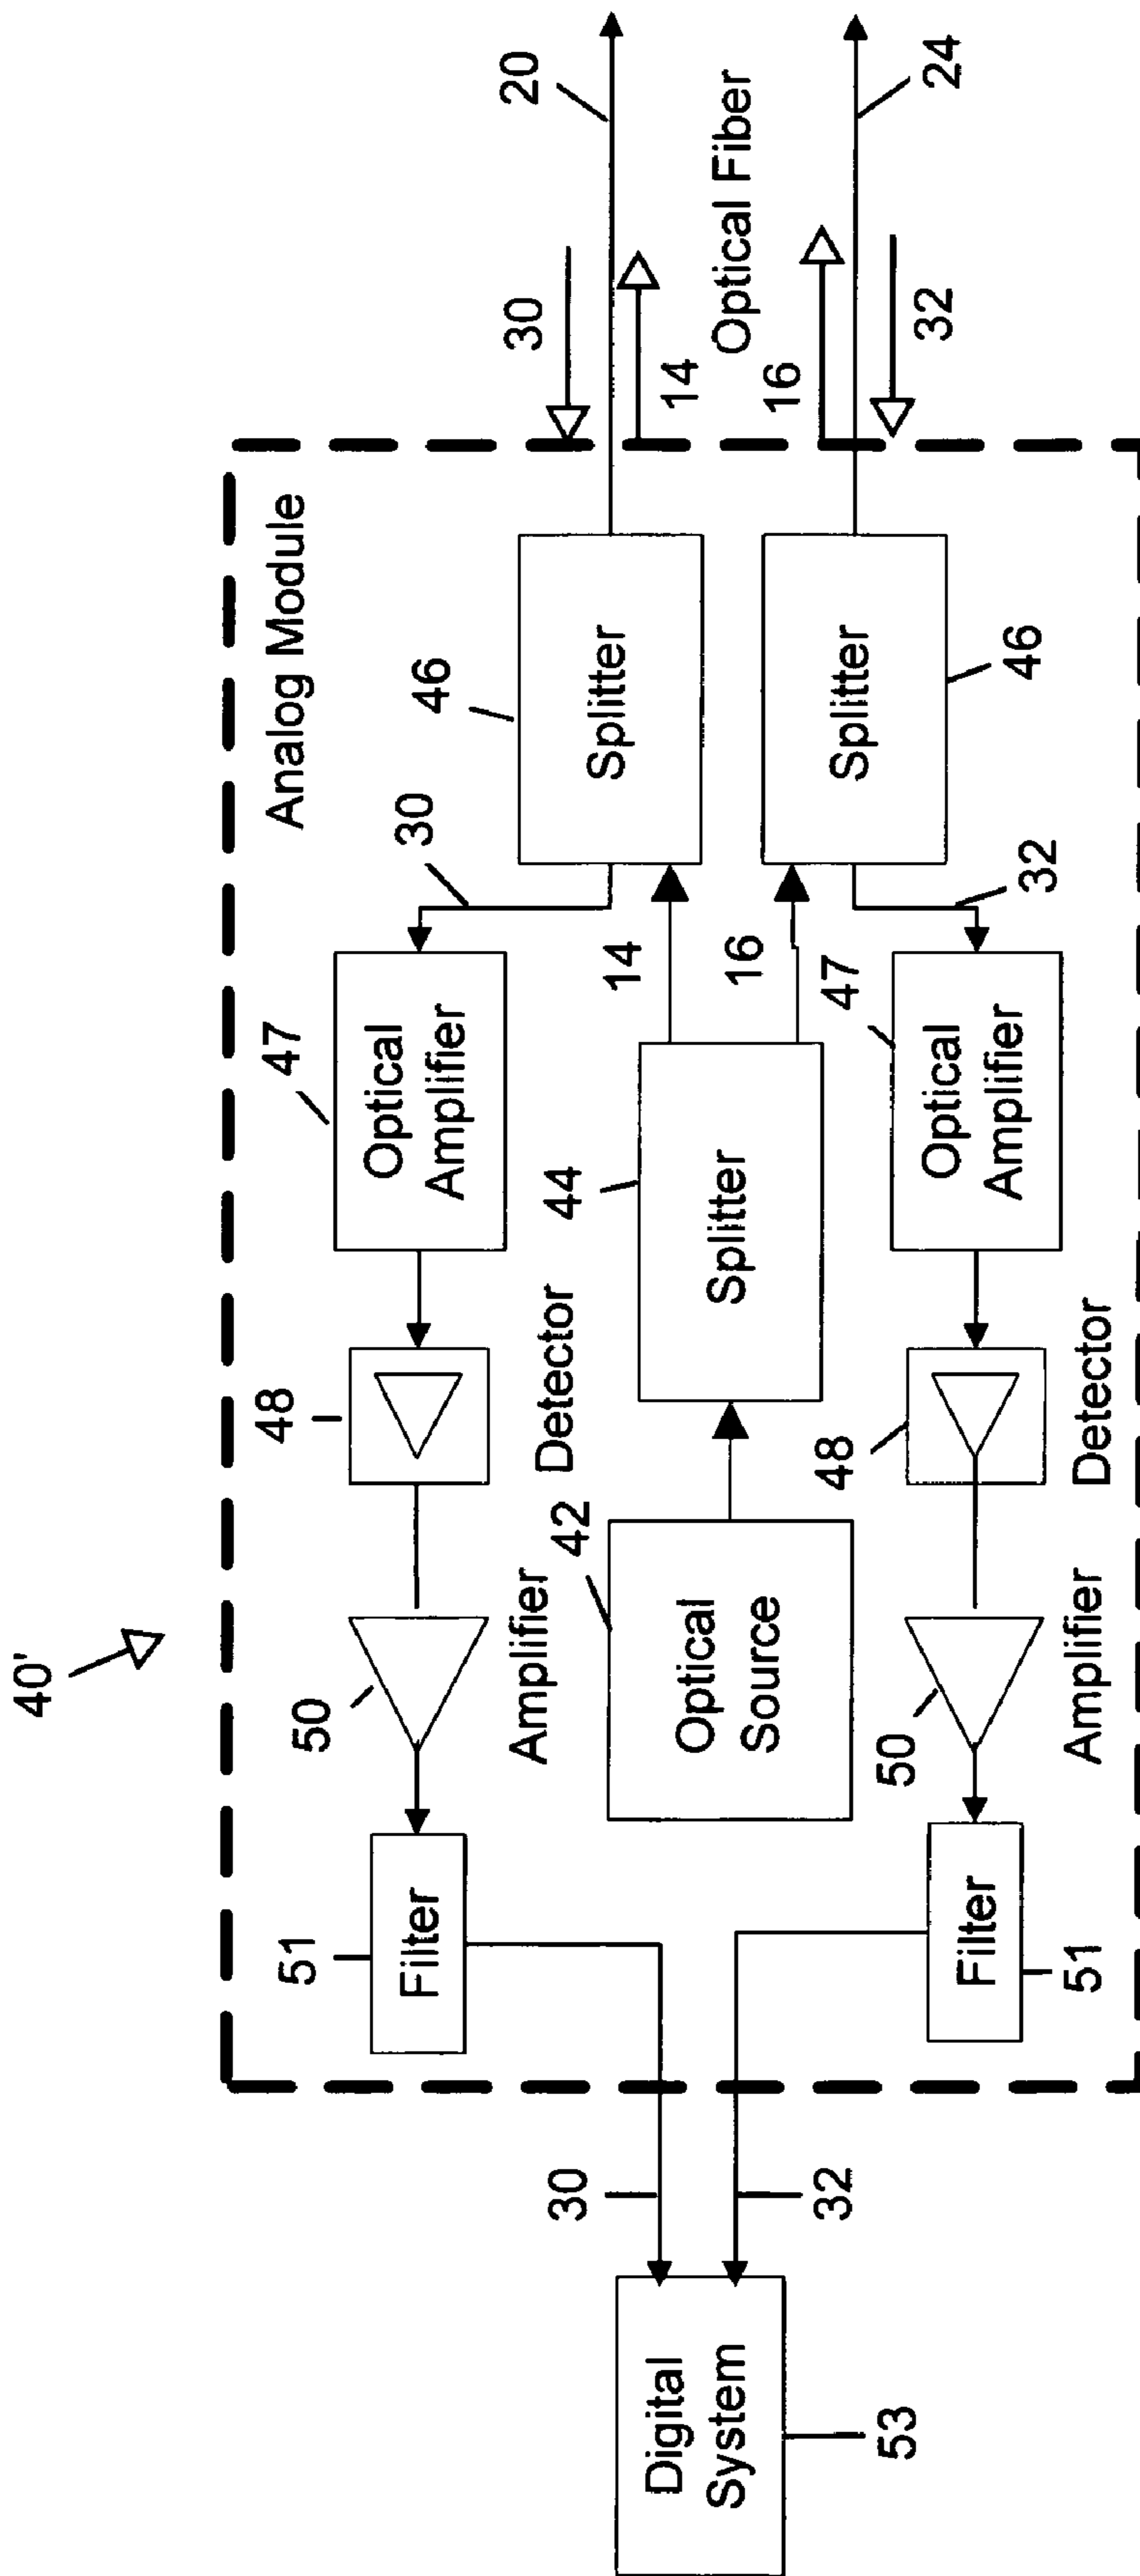 40'
Analog Module
51
50
48
47
30
46
30
20
Filter
Optical
Amplifier
Splitter
Amplifier
Detector
14
14
Optical Fiber
30
42
44
Digital
System
Optical
Source
Splitter
32
16
16
53
50
48
47
Splitter
24
Filter
Optical
Amplifier
32
46
32
51
Amplifier
Detector